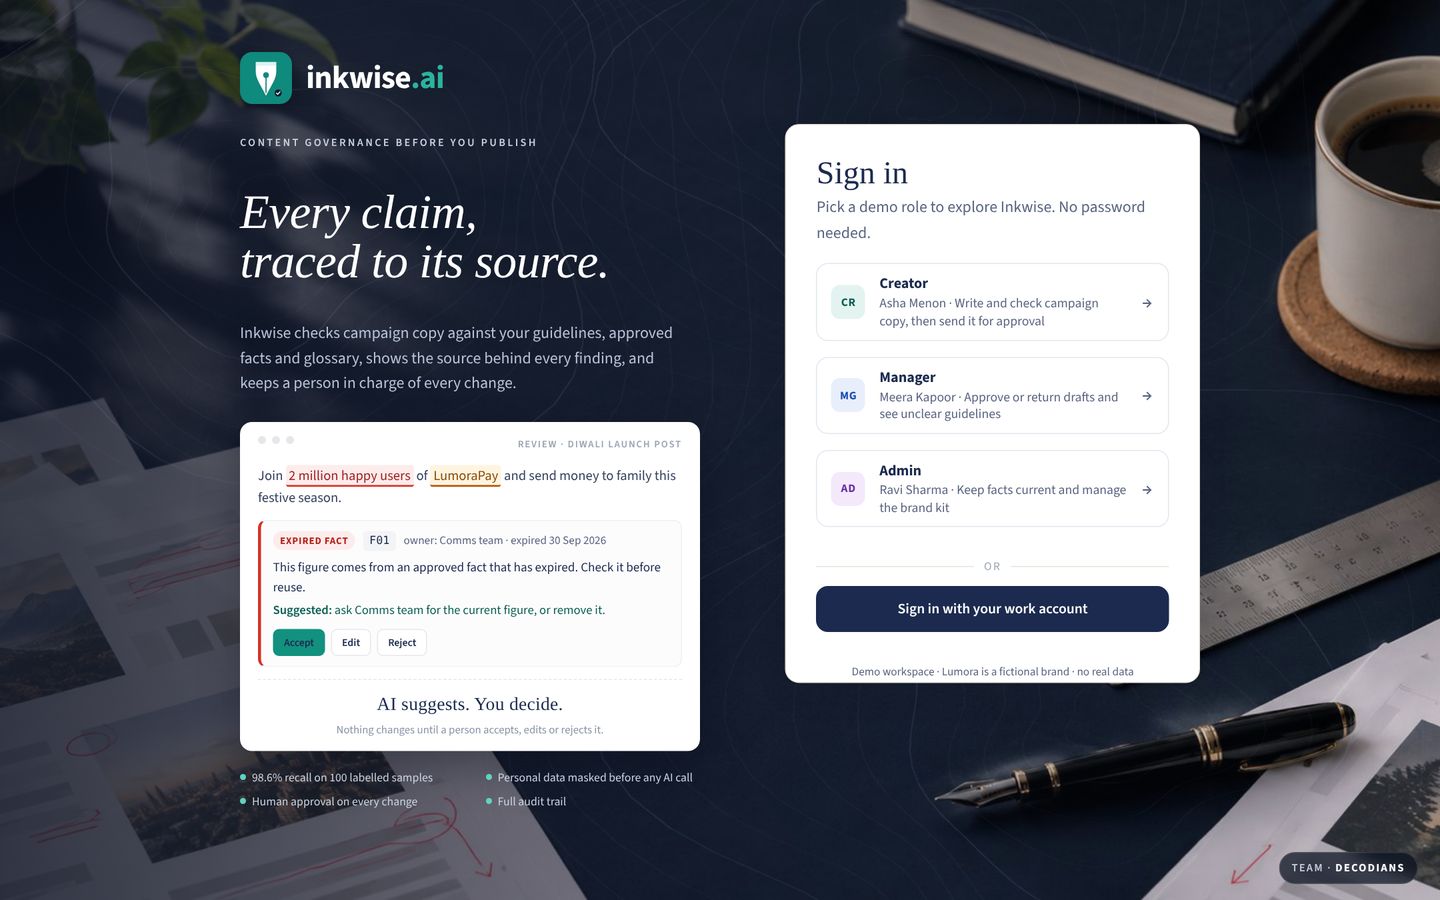 inkwise.ai
CONTENT GOVERNANCE BEFORE YOU PUBLISH
Every claim,
traced to its source.
Inkwise checks campaign copy against your guidelines, approved
facts and glossary, shows the source behind every finding, and
keeps a person in charge of every change.
REVIEW · DIWALI LAUNCH POST
Join 2 million happy users of LumoraPay and send money to family this
festive season.
EXPIRED FACT F01 owner: Comms team · expired 30 Sep 2026
This figure comes from an approved fact that has expired. Check it before
reuse.
Suggested: ask Comms team for the current figure, or remove it.
Accept Edit Reject
AI suggests. You decide.
Nothing changes until a person accepts, edits or rejects it.
98.6% recall on 100 labelled samples
Personal data masked before any AI call
Human approval on every change
Full audit trail
Sign in
Pick a demo role to explore Inkwise. No password
needed.
CR
Creator
Asha Menon · Write and check campaign
copy, then send it for approval
→
MG
Manager
Meera Kapoor · Approve or return drafts and
see unclear guidelines
→
AD
Admin
Ravi Sharma · Keep facts current and manage
the brand kit
→
OR
Sign in with your work account
Demo workspace · Lumora is a fictional brand · no real data
TEAM · DECODIANS